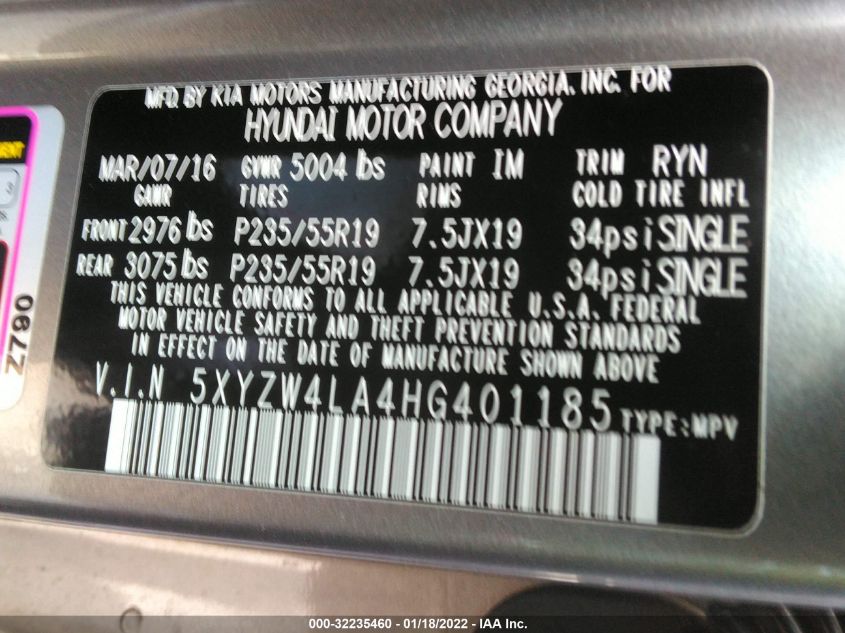 MFD. BY KIA MOTORS MANUFACTURING GEORGIA. INC. FOR
HYUNDAI MOTOR COMPANY
MAR/07/16 GVWR 5004 lbs PAINT IM TRIM RYN
GAWR TIRES RIMS COLD TIRE INFL
FRONT 2976 lbs P235/55R19 7.5JX19 34psi SINGLE
REAR 3075 lbs P235/55R19 7.5JX19 34psi SINGLE
THIS VEHICLE CONFORMS TO ALL APPLICABLE U.S.A. FEDERAL
MOTOR VEHICLE SAFETY AND THEFT PREVENTION STANDARDS
IN EFFECT ON THE DATE OF MANUFACTURE SHOWN ABOVE
V.I.N 5XYZW4LA4HG401185 TYPE:MPV
Z790
000-32235460 - 01/18/2022 - IAA Inc.